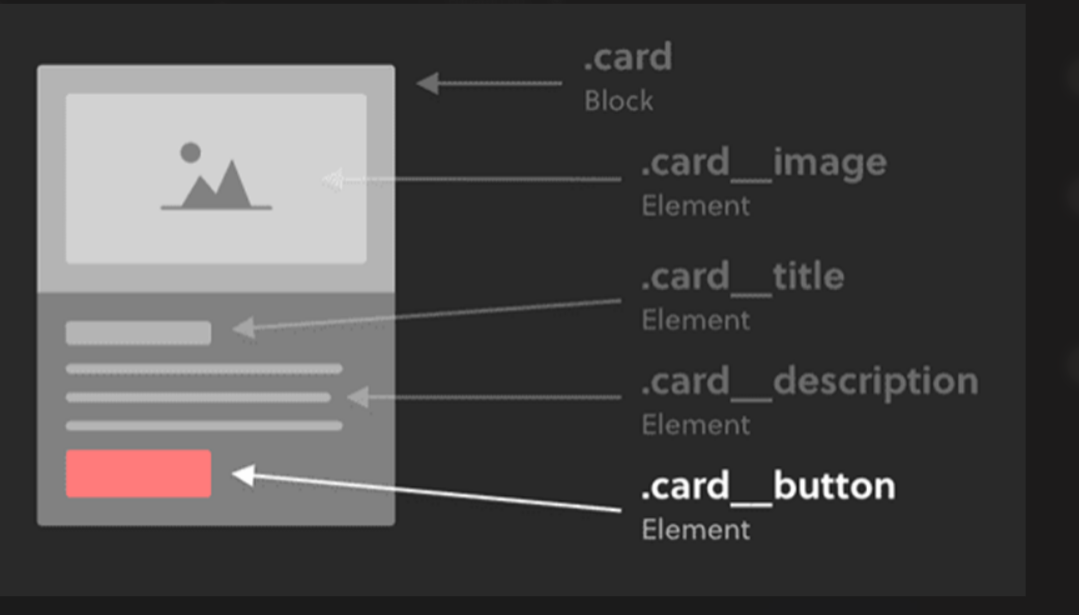 .card
Block
.card__image
Element
.card__title
Element
.card__description
Element
.card__button
Element